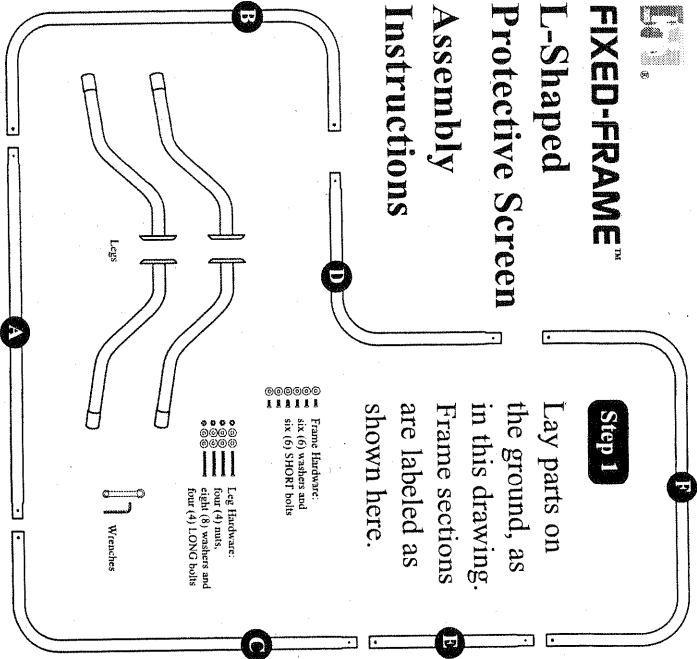 FIXED-FRAME™
L-Shaped
Protective Screen
Assembly
Instructions
®
Step 1
Lay parts on
the ground, as
in this drawing.
Frame sections
are labeled as
shown here.
F
B
D
E
A
C
Legs
Frame Hardware:
six (6) washers and
six (6) SHORT bolts
Leg Hardware:
four (4) nuts,
eight (8) washers and
four (4) LONG bolts
Wrenches